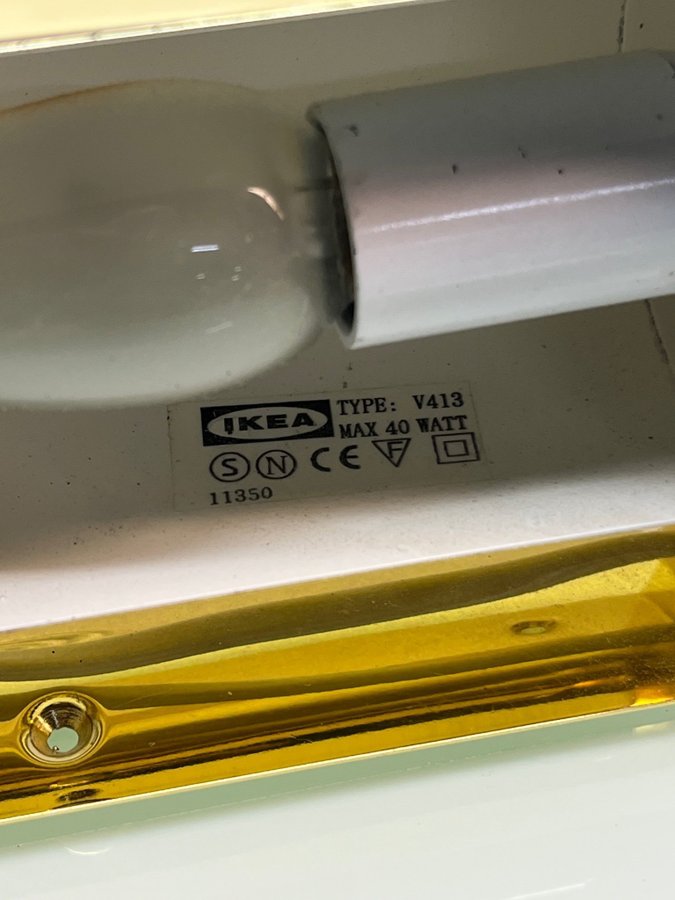 IKEA TYPE: V413
MAX 40 WATT
S N CE F
11350